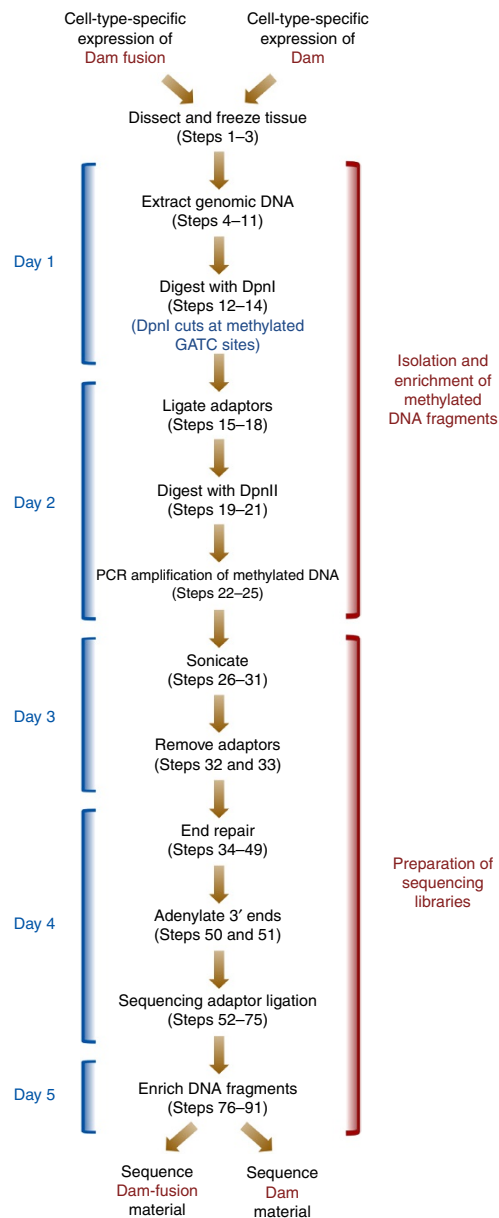 Cell-type-specific
expression of
Dam fusion
Cell-type-specific
expression of
Dam
Dissect and freeze tissue
(Steps 1–3)
Day 1
Extract genomic DNA
(Steps 4–11)
Digest with DpnI
(Steps 12–14)
(DpnI cuts at methylated
GATC sites)
Isolation and
enrichment of
methylated
DNA fragments
Day 2
Ligate adaptors
(Steps 15–18)
Digest with DpnII
(Steps 19–21)
PCR amplification of methylated DNA
(Steps 22–25)
Day 3
Sonicate
(Steps 26–31)
Remove adaptors
(Steps 32 and 33)
Day 4
End repair
(Steps 34–49)
Adenylate 3′ ends
(Steps 50 and 51)
Sequencing adaptor ligation
(Steps 52–75)
Preparation of
sequencing
libraries
Day 5
Enrich DNA fragments
(Steps 76–91)
Sequence
Dam-fusion
material
Sequence
Dam
material